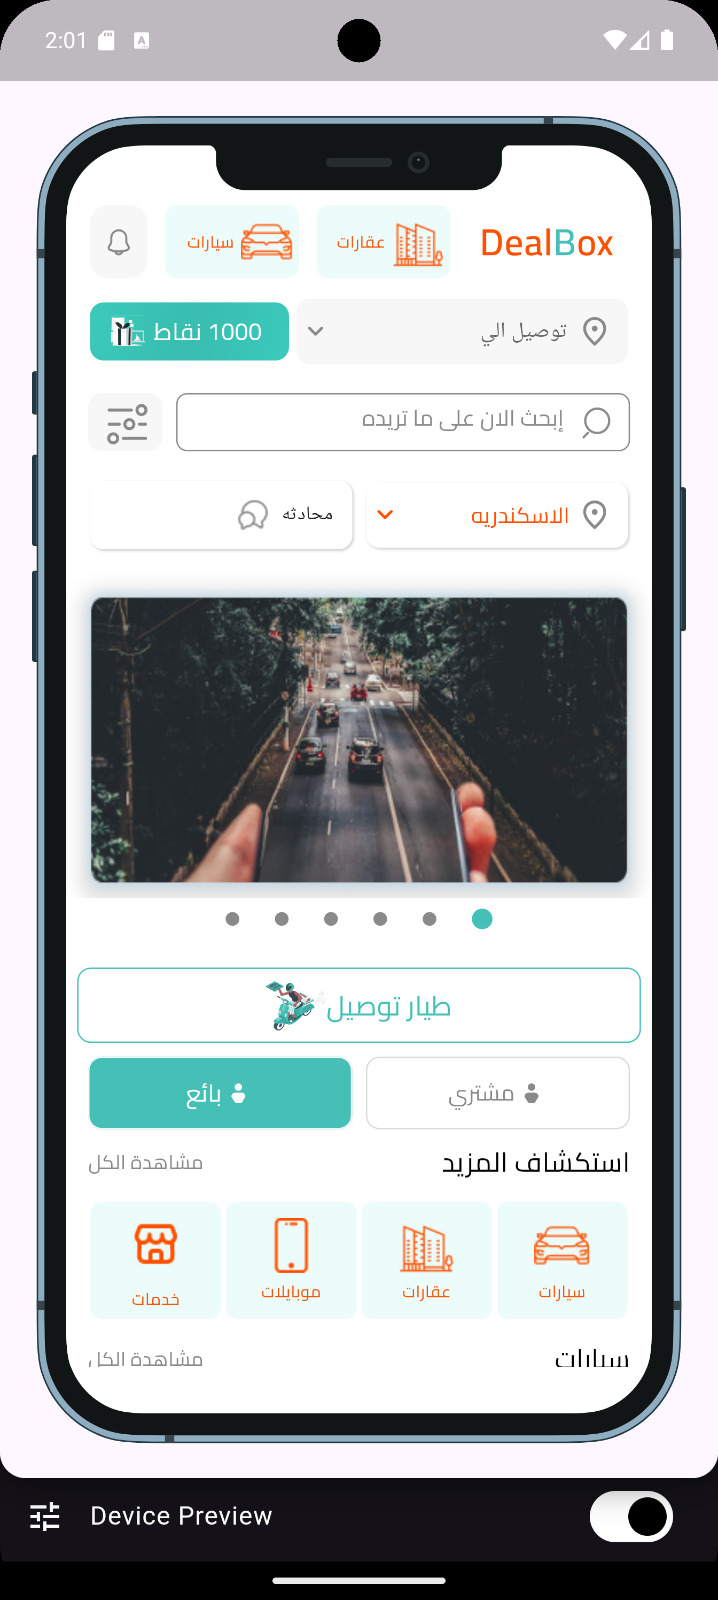 2:01
DealBox
عقارات
سيارات
توصيل الي
1000 نقاط
إبحث الان على ما تريده
الاسكندريه
محادثه
طيار توصيل
مشتري
بائع
استكشاف المزيد
مشاهدة الكل
سيارات
عقارات
موبايلات
خدمات
سيارات
مشاهدة الكل
Device Preview